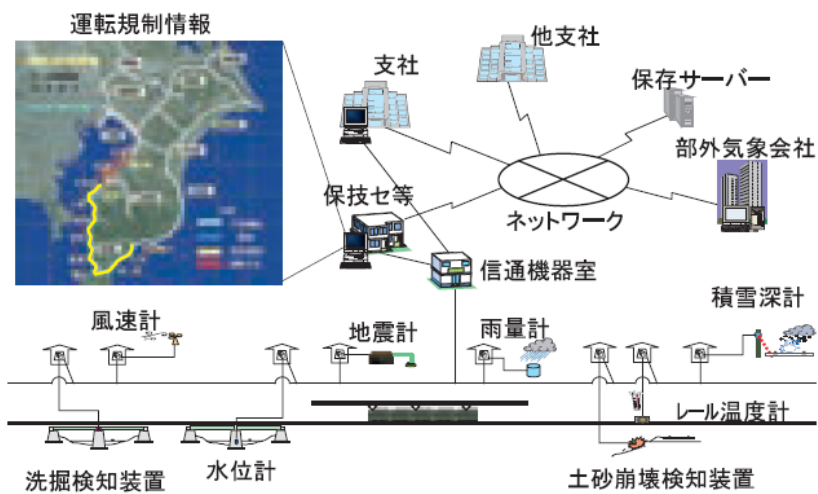 運転規制情報
支社
他支社
保存サーバー
部外気象会社
保技セ等
ネットワーク
信通機器室
積雪深計
風速計
地震計
雨量計
レール温度計
洗掘検知装置
水位計
土砂崩壊検知装置